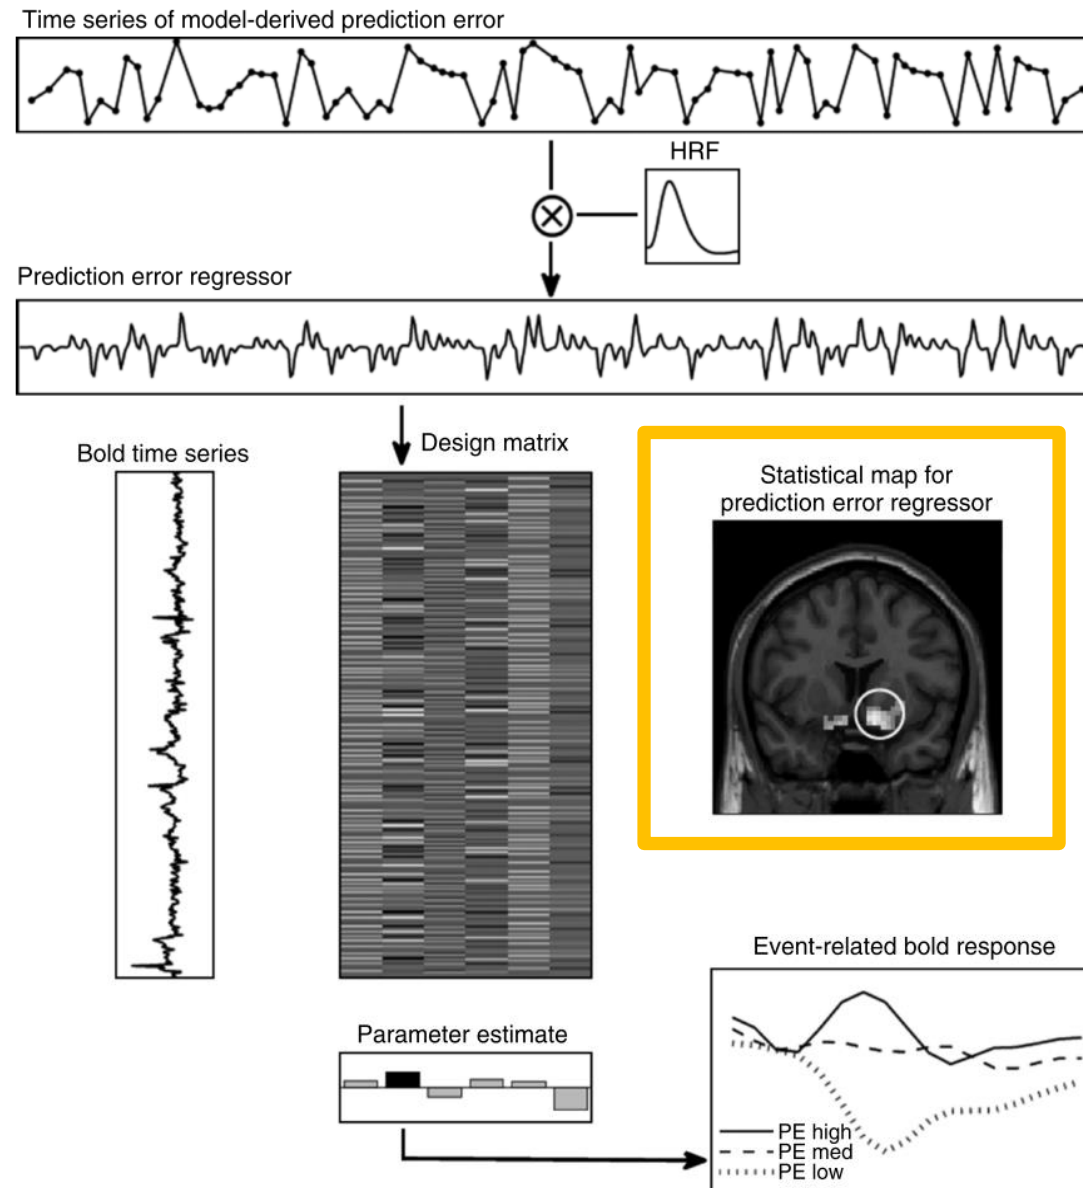 Time series of model-derived prediction error
HRF
Prediction error regressor
Bold time series
Design matrix
Statistical map for
prediction error regressor
Event-related bold response
Parameter estimate
PE high
PE med
PE low